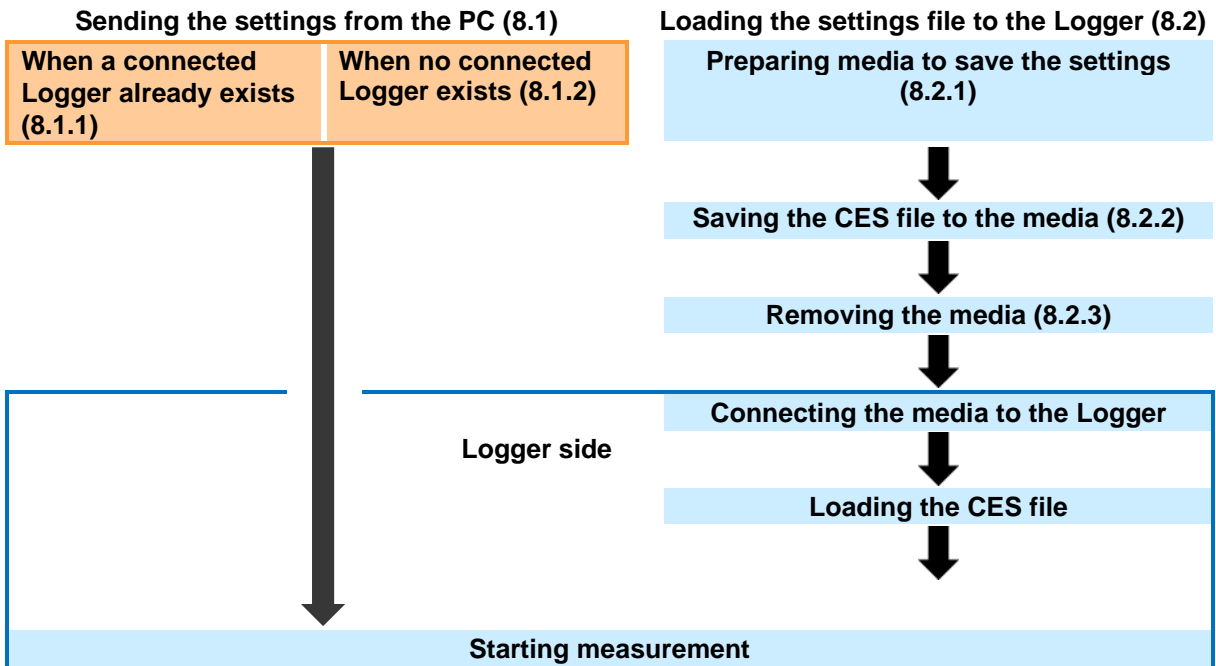 Sending the settings from the PC (8.1)
When a connected
Logger already exists
(8.1.1)
When no connected
Logger exists (8.1.2)
Loading the settings file to the Logger (8.2)
Preparing media to save the settings
(8.2.1)
Saving the CES file to the media (8.2.2)
Removing the media (8.2.3)
Connecting the media to the Logger
Logger side
Loading the CES file
Starting measurement